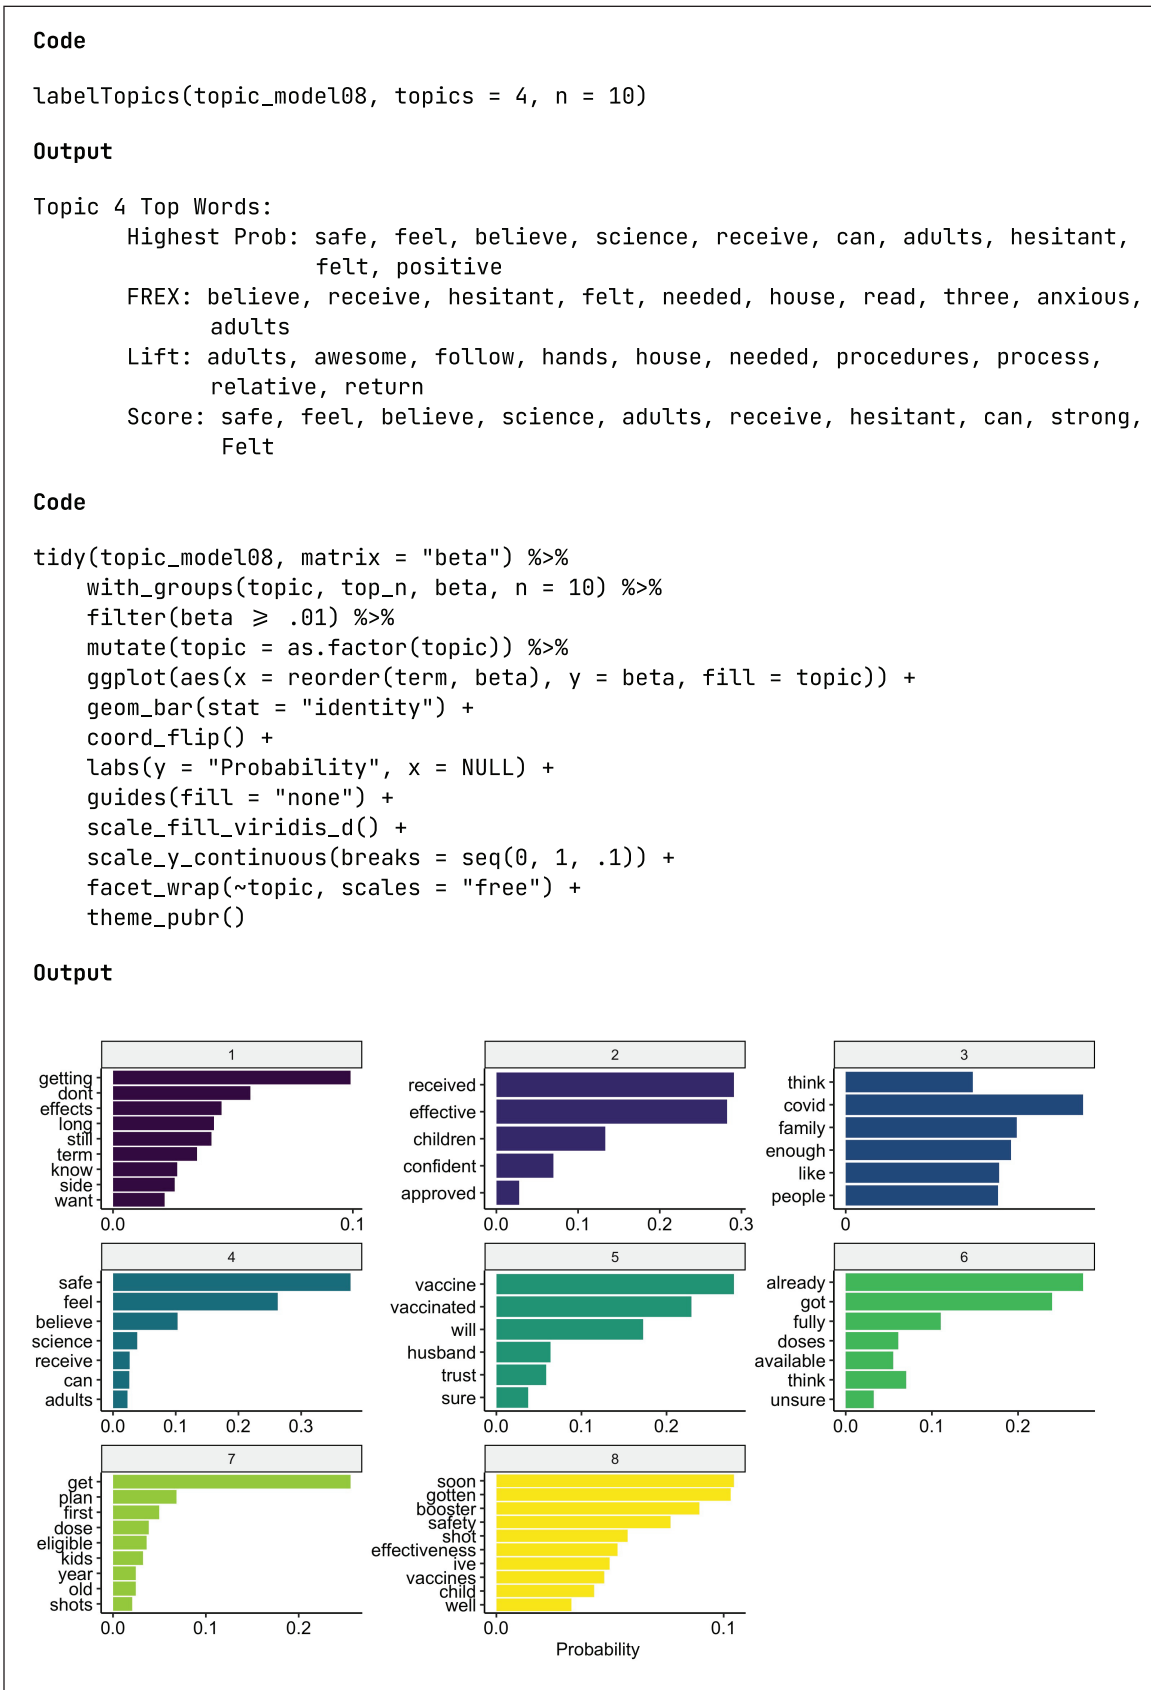 Code
labelTopics(topic_model08, topics = 4, n = 10)
Output
Topic 4 Top Words:
Highest Prob: safe, feel, believe, science, receive, can, adults, hesitant,
felt, positive
FREX: believe, receive, hesitant, felt, needed, house, read, three, anxious,
adults
Lift: adults, awesome, follow, hands, house, needed, procedures, process,
relative, return
Score: safe, feel, believe, science, adults, receive, hesitant, can, strong,
Felt
Code
tidy(topic_model08, matrix = "beta") %>%
with_groups(topic, top_n, beta, n = 10) %>%
filter(beta ⩾ .01) %>%
mutate(topic = as.factor(topic)) %>%
ggplot(aes(x = reorder(term, beta), y = beta, fill = topic)) +
geom_bar(stat = "identity") +
coord_flip() +
labs(y = "Probability", x = NULL) +
guides(fill = "none") +
scale_fill_viridis_d() +
scale_y_continuous(breaks = seq(0, 1, .1)) +
facet_wrap(~topic, scales = "free") +
theme_pubr()
Output
1
getting
dont
effects
long
still
term
know
side
want
0.0 0.1
2
received
effective
children
confident
approved
0.0 0.1 0.2 0.3
3
think
covid
family
enough
like
people
0
4
safe
feel
believe
science
receive
can
adults
0.0 0.1 0.2 0.3
5
vaccine
vaccinated
will
husband
trust
sure
0.0 0.1 0.2
6
already
got
fully
doses
available
think
unsure
0.0 0.1 0.2
7
get
plan
first
dose
eligible
kids
year
old
shots
0.0 0.1 0.2
8
soon
gotten
booster
safety
shot
effectiveness
ive
vaccines
child
well
0.0 0.1
Probability